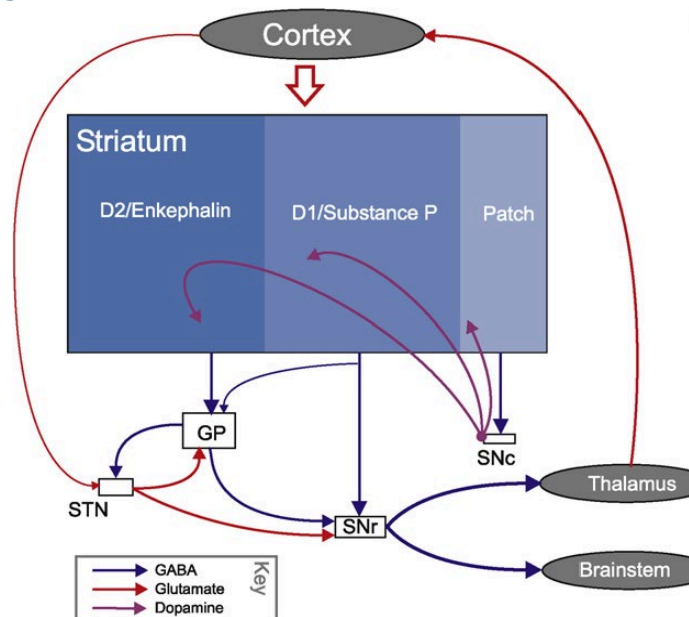 Cortex
Striatum
D2/Enkephalin
D1/Substance P
Patch
GP
SNc
STN
SNr
Thalamus
Brainstem
GABA
Glutamate
Dopamine
Key